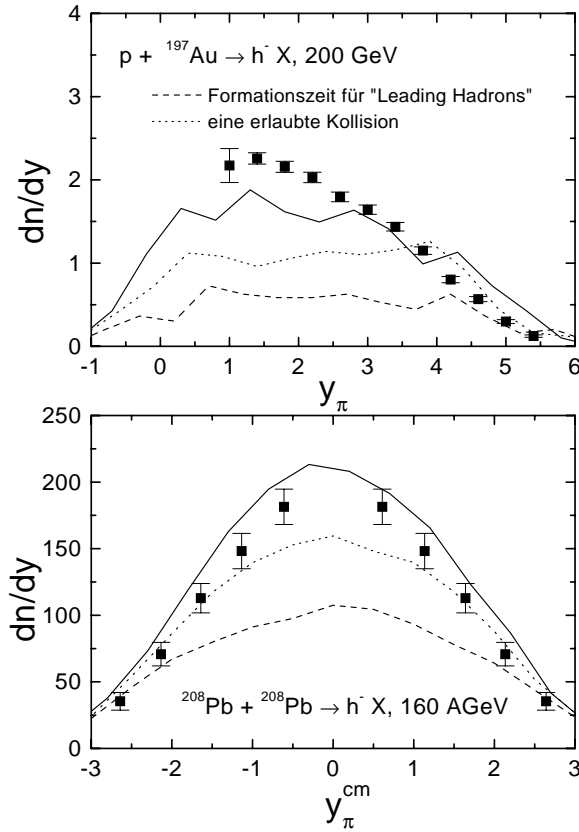 4
p + ¹⁹⁷Au → h⁻ X, 200 GeV
Formationszeit für "Leading Hadrons"
3
eine erlaubte Kollision
dn/dy
2
1
0
-1 0 1 2 3 4 5 6
y_π
250
200
150
dn/dy
100
50
²⁰⁸Pb + ²⁰⁸Pb → h⁻ X, 160 AGeV
0
-3 -2 -1 0 1 2 3
y_π^cm